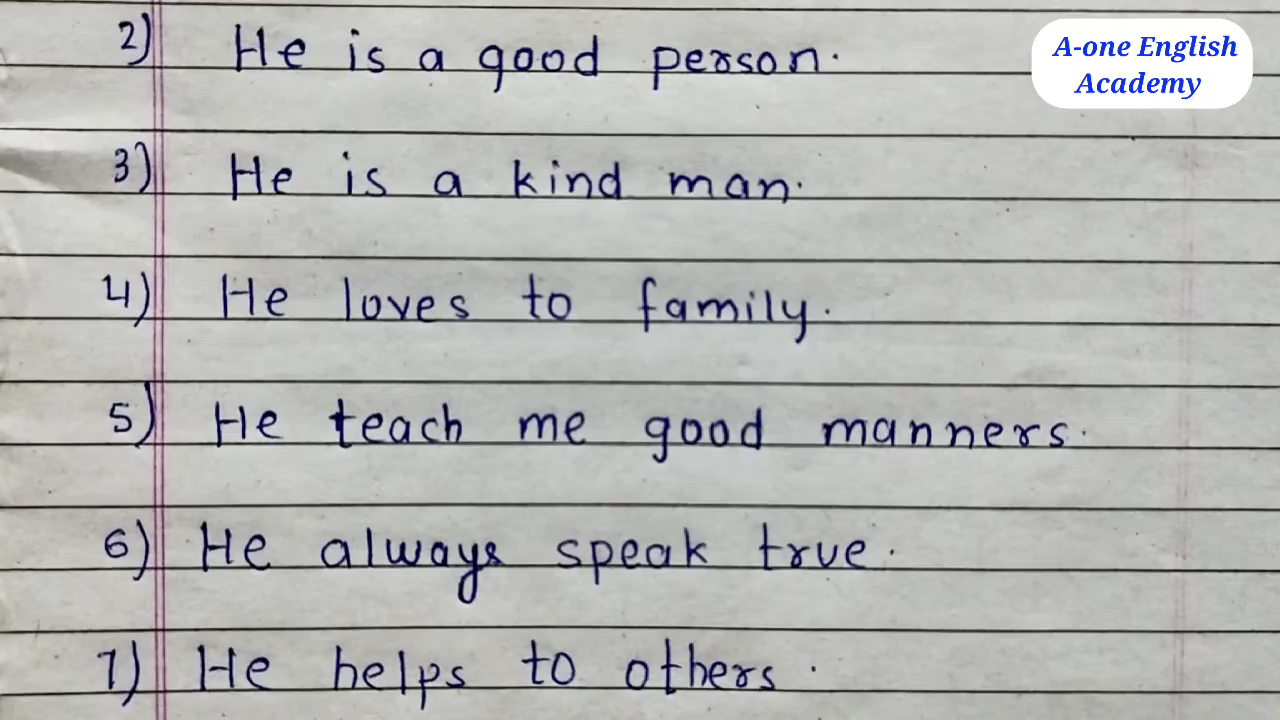 A-one English
Academy
2) He is a good person.
3) He is a kind man.
4) He loves to family.
5) He teach me good manners.
6) He always speak true.
7) He helps to others.